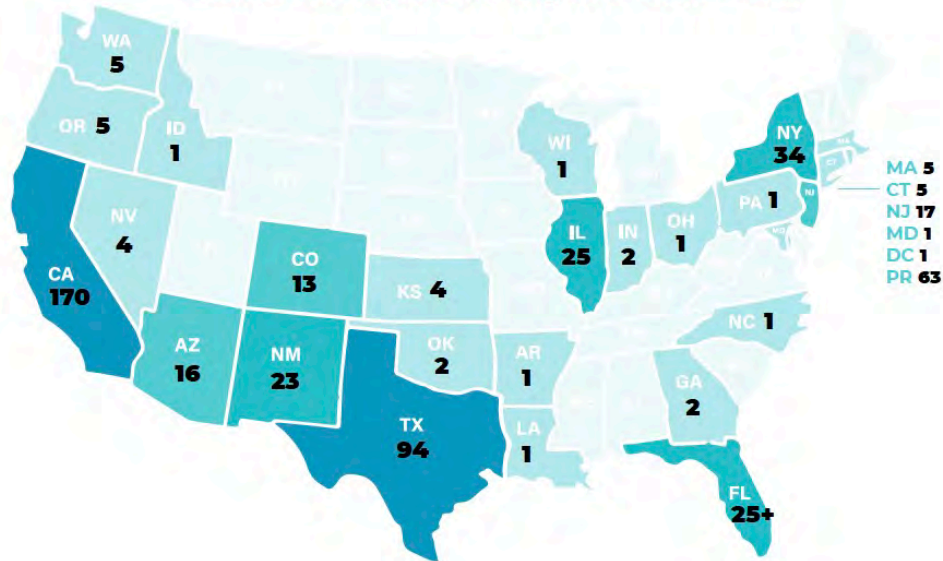 WA
5
OR 5
ID
1
NV
4
CA
170
CO
13
KS 4
AZ
16
NM
23
OK
2
TX
94
AR
1
LA
1
WI
1
IL
25
IN
2
OH
1
PA 1
NY
34
NC 1
GA
2
FL
25+
MA
CT
NJ
MA 5
CT 5
NJ 17
MD 1
DC 1
PR 63